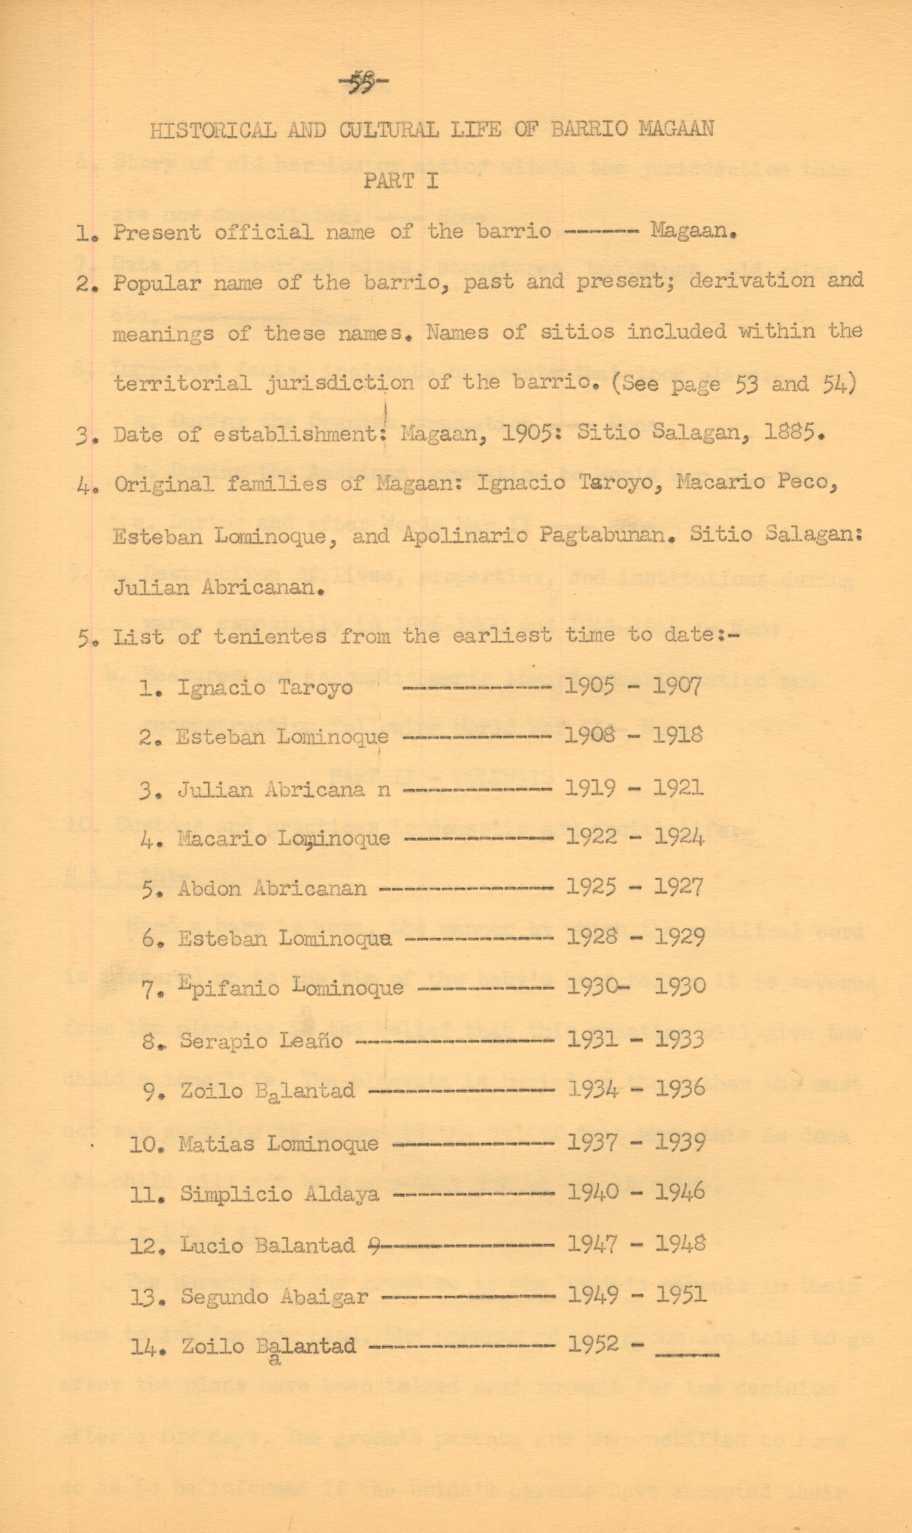 -55-
HISTORICAL AND CULTURAL LIFE OF BARRIO MAGAAN
PART I
1. Present official name of the barrio ------ Magaan.
2. Popular name of the barrio, past and present; derivation and
meanings of these names. Names of sitios included within the
territorial jurisdiction of the barrio. (See page 53 and 54)
3. Date of establishment: Magaan, 1905: Sitio Salagan, 1885.
4. Original families of Magaan: Ignacio Taroyo, Macario Peco,
Esteban Lominoque, and Apolinario Pagtabunan. Sitio Salagan:
Julian Abricanan.
5. List of tenientes from the earliest time to date:-
1. Ignacio Taroyo ------------ 1905 - 1907
2. Esteban Lominoque ------------ 1908 - 1918
3. Julian Abricana n ------------ 1919 - 1921
4. Macario Lominoque ------------ 1922 - 1924
5. Abdon Abricanan -------------- 1925 - 1927
6. Esteban Lominoque ------------ 1928 - 1929
7. Epifanio Lominoque ----------- 1930- 1930
8. Serapio Leaño ---------------- 1931 - 1933
9. Zoilo Balantad --------------- 1934 - 1936
10. Matias Lominoque ------------- 1937 - 1939
11. Simplicio Aldaya ------------- 1940 - 1946
12. Lucio Balantad 9-------------- 1947 - 1948
13. Segundo Abaigar -------------- 1949 - 1951
14. Zoilo Balantad --------------- 1952 - _____